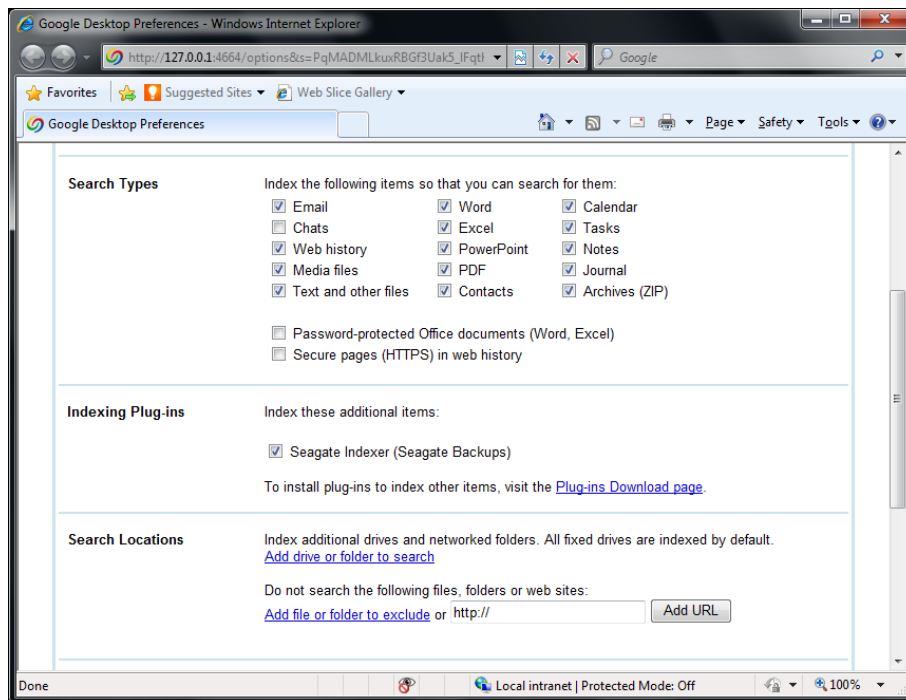 Google Desktop Preferences - Windows Internet Explorer
http://127.0.0.1:4664/options&s=PqMADMLkuxRBGf3Uak5_IFqtH
Google
Favorites Suggested Sites Web Slice Gallery
Google Desktop Preferences
Page Safety Tools
Search Types Index the following items so that you can search for them:
Email Word Calendar
Chats Excel Tasks
Web history PowerPoint Notes
Media files PDF Journal
Text and other files Contacts Archives (ZIP)
Password-protected Office documents (Word, Excel)
Secure pages (HTTPS) in web history
Indexing Plug-ins Index these additional items:
Seagate Indexer (Seagate Backups)
To install plug-ins to index other items, visit the Plug-ins Download page.
Search Locations Index additional drives and networked folders. All fixed drives are indexed by default.
Add drive or folder to search
Do not search the following files, folders or web sites:
Add file or folder to exclude or http:// Add URL
Done Local intranet | Protected Mode: Off 100%